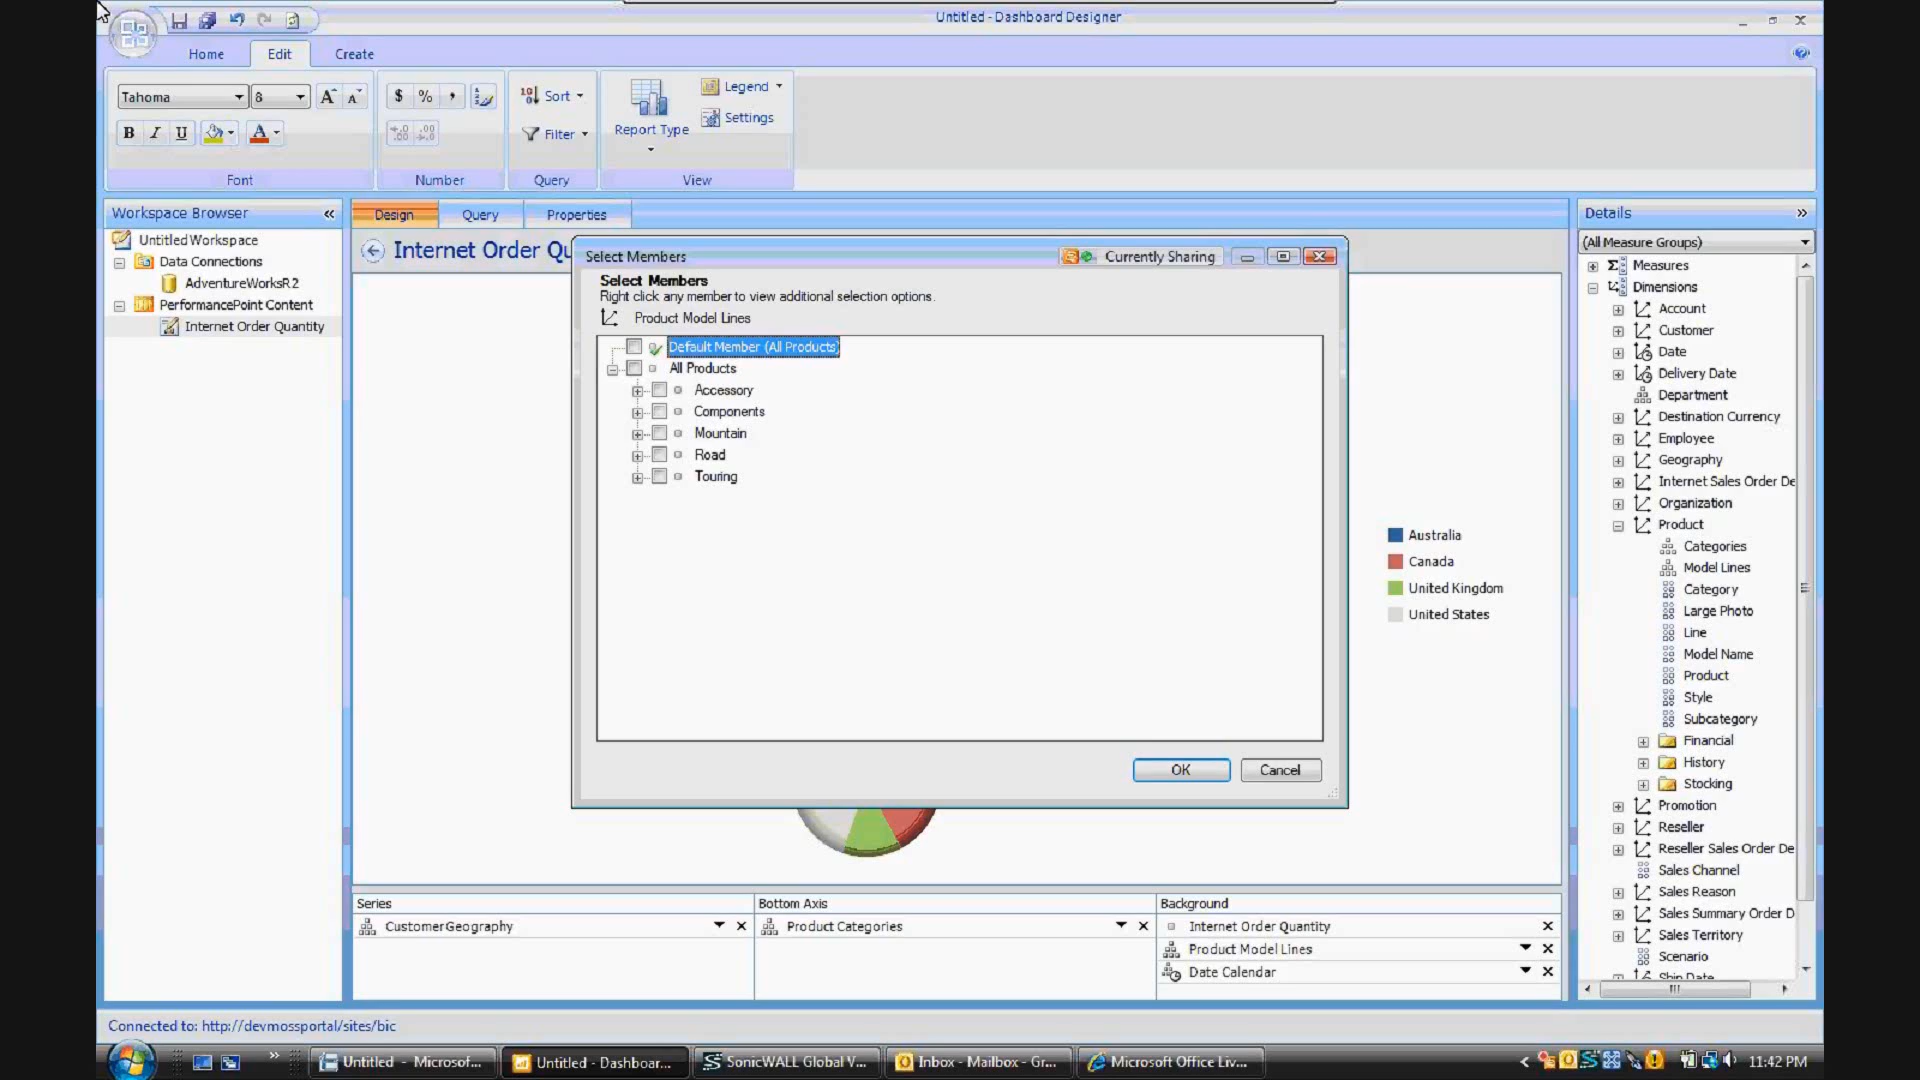 Untitled - Dashboard Designer
Home Edit Create
Tahoma 8 A A $ % , Sort Report Type Legend
Settings
B I U A Filter
Font Number Query View
Workspace Browser «
Untitled Workspace
Data Connections
AdventureWorksR2
PerformancePoint Content
Internet Order Quantity
Design Query Properties
Internet Order Qu
Select Members Currently Sharing
Select Members
Right click any member to view additional selection options.
Product Model Lines
Default Member (All Products)
All Products
Accessory
Components
Mountain
Road
Touring
OK Cancel
Australia
Canada
United Kingdom
United States
Series
CustomerGeography
Bottom Axis
Product Categories
Background
Internet Order Quantity
Product Model Lines
Date Calendar
Details »
(All Measure Groups)
Measures
Dimensions
Account
Customer
Date
Delivery Date
Department
Destination Currency
Employee
Geography
Internet Sales Order De
Organization
Product
Categories
Model Lines
Category
Large Photo
Line
Model Name
Product
Style
Subcategory
Financial
History
Stocking
Promotion
Reseller
Reseller Sales Order De
Sales Channel
Sales Reason
Sales Summary Order D
Sales Territory
Scenario
Ship Date
Connected to: http://devmossportal/sites/bic
» Untitled - Microsof... Untitled - Dashboar... SonicWALL Global V... Inbox - Mailbox - Gr... Microsoft Office Liv... < 11:42 PM